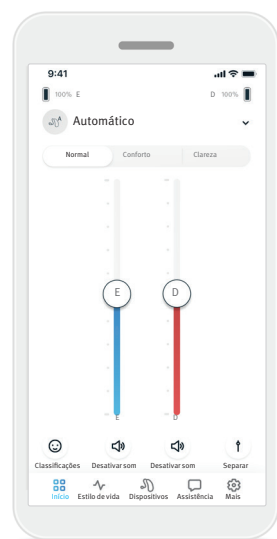 9:41
100% E D 100%
A Automático
Normal Conforto Clareza
E D
E D
Classificações Desativar som Desativar som Separar
Início Estilo de vida Dispositivos Assistência Mais